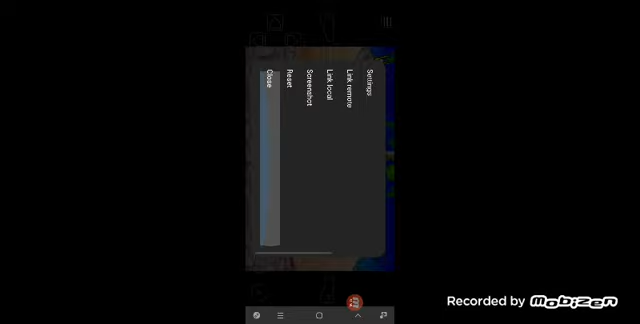 Settings
Link remote
Link local
Screenshot
Reset
Close
Recorded by mobizen